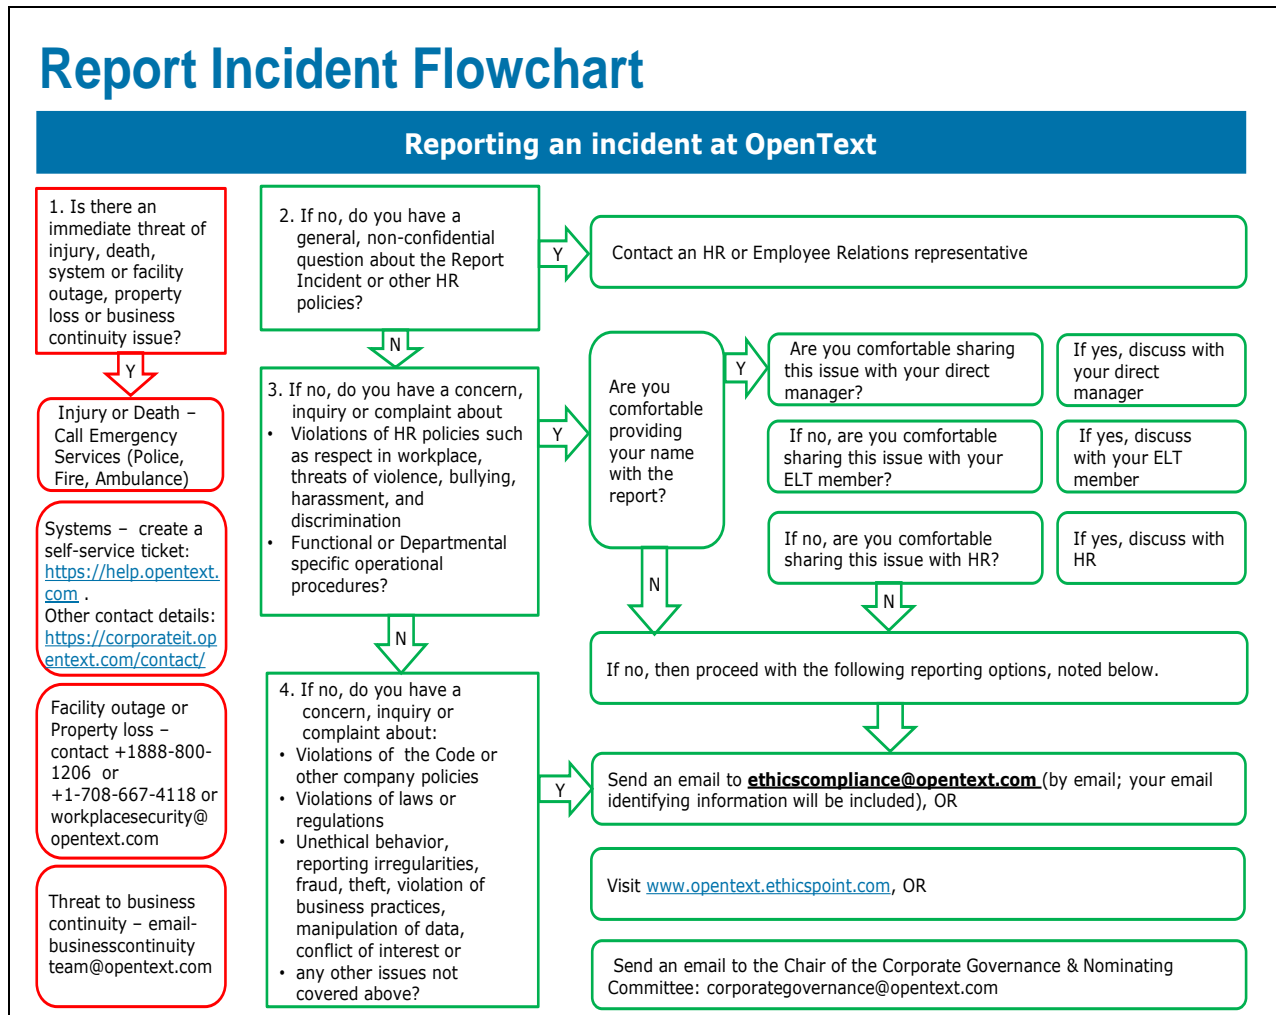 Report Incident Flowchart
Reporting an incident at OpenText
1. Is there an
immediate threat of
injury, death,
system or facility
outage, property
loss or business
continuity issue?
Y
Injury or Death –
Call Emergency
Services (Police,
Fire, Ambulance)
Systems – create a
self-service ticket:
https://help.opentext.
com .
Other contact details:
https://corporateit.op
entext.com/contact/
Facility outage or
Property loss –
contact +1888-800-
1206 or
+1-708-667-4118 or
workplacesecurity@
opentext.com
Threat to business
continuity – email-
businesscontinuity
team@opentext.com
2. If no, do you have a
general, non-confidential
question about the Report
Incident or other HR
policies?
Y
Contact an HR or Employee Relations representative
N
3. If no, do you have a concern,
inquiry or complaint about
• Violations of HR policies such
as respect in workplace,
threats of violence, bullying,
harassment, and
discrimination
• Functional or Departmental
specific operational
procedures?
Y
Are you
comfortable
providing
your name
with the
report?
Y
Are you comfortable sharing
this issue with your direct
manager?
If yes, discuss with
your direct
manager
If no, are you comfortable
sharing this issue with your
ELT member?
If yes, discuss
with your ELT
member
If no, are you comfortable
sharing this issue with HR?
If yes, discuss with
HR
N
N
If no, then proceed with the following reporting options, noted below.
N
4. If no, do you have a
concern, inquiry or
complaint about:
• Violations of the Code or
other company policies
• Violations of laws or
regulations
• Unethical behavior,
reporting irregularities,
fraud, theft, violation of
business practices,
manipulation of data,
conflict of interest or
• any other issues not
covered above?
Y
Send an email to ethicscompliance@opentext.com (by email; your email
identifying information will be included), OR
Visit www.opentext.ethicspoint.com, OR
Send an email to the Chair of the Corporate Governance & Nominating
Committee: corporategovernance@opentext.com